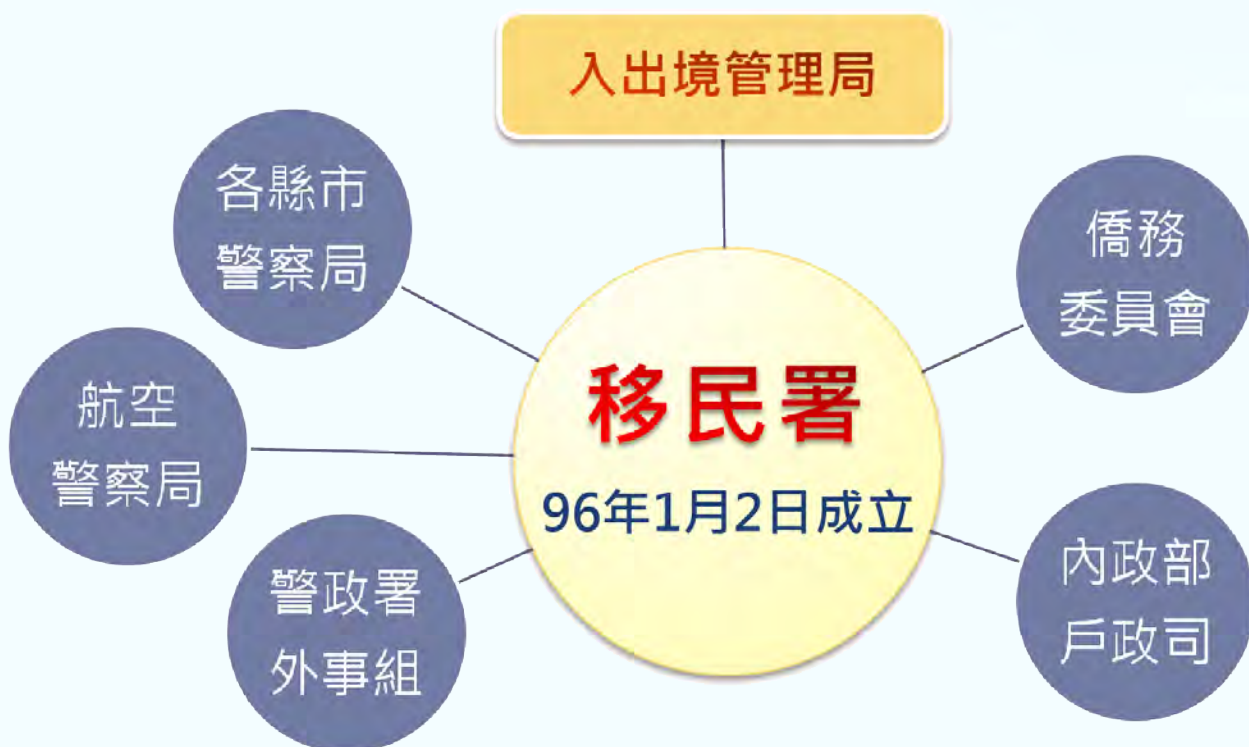 入出境管理局
各縣市
警察局
僑務
委員會
航空
警察局
移民署
96年1月2日成立
警政署
外事組
內政部
戶政司